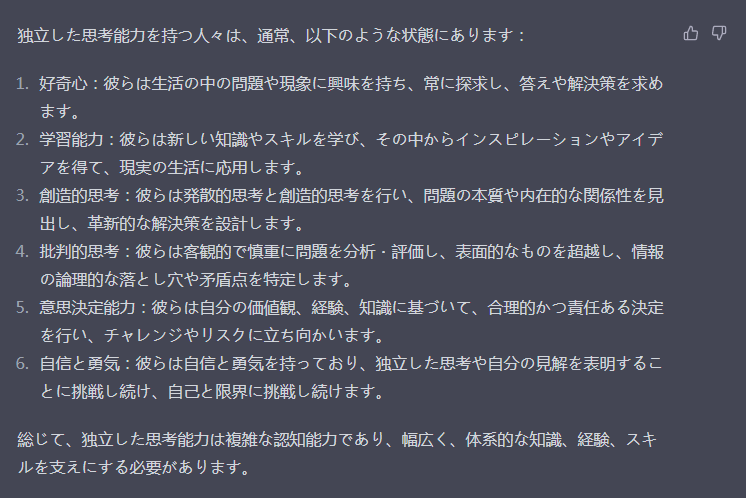 独立した思考能力を持つ人々は、通常、以下のような状態にあります：
1. 好奇心：彼らは生活の中の問題や現象に興味を持ち、常に探求し、答えや解決策を求め
ます。
2. 学習能力：彼らは新しい知識やスキルを学び、その中からインスピレーションやアイデ
アを得て、現実の生活に応用します。
3. 創造的思考：彼らは発散的思考と創造的思考を行い、問題の本質や内在的な関係性を見
出し、革新的な解決策を設計します。
4. 批判的思考：彼らは客観的で慎重に問題を分析・評価し、表面的なものを超越し、情報
の論理的な落とし穴や矛盾点を特定します。
5. 意思決定能力：彼らは自分の価値観、経験、知識に基づいて、合理的かつ責任ある決定
を行い、チャレンジやリスクに立ち向かいます。
6. 自信と勇気：彼らは自信と勇気を持っており、独立した思考や自分の見解を表明するこ
とに挑戦し続け、自己と限界に挑戦し続けます。
総じて、独立した思考能力は複雑な認知能力であり、幅広く、体系的な知識、経験、スキ
ルを支えにする必要があります。